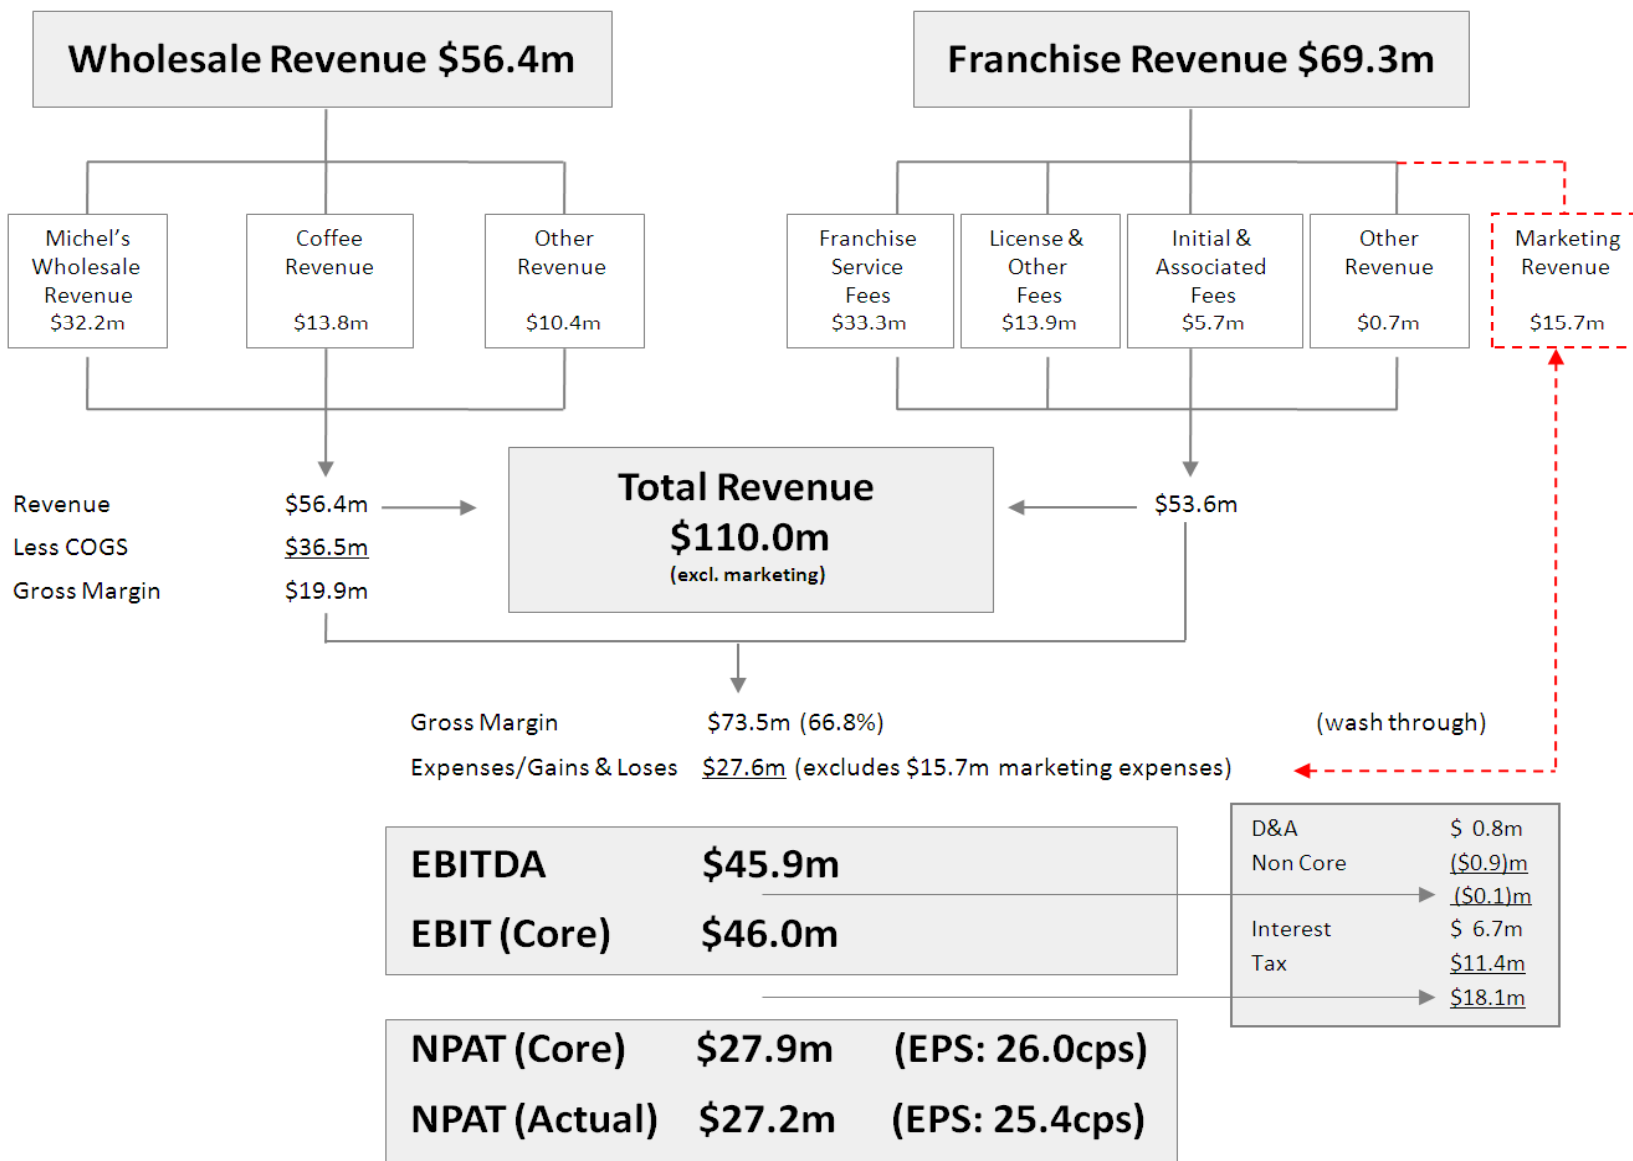 Wholesale Revenue $56.4m
Franchise Revenue $69.3m
Michel's
Wholesale
Revenue
$32.2m
Coffee
Revenue
$13.8m
Other
Revenue
$10.4m
Franchise
Service
Fees
$33.3m
License &
Other
Fees
$13.9m
Initial &
Associated
Fees
$5.7m
Other
Revenue
$0.7m
Marketing
Revenue
$15.7m
Revenue $56.4m
Less COGS $36.5m
Gross Margin $19.9m
Total Revenue
$110.0m
(excl. marketing)
$53.6m
Gross Margin $73.5m (66.8%) (wash through)
Expenses/Gains & Loses $27.6m (excludes $15.7m marketing expenses)
EBITDA $45.9m
EBIT (Core) $46.0m
D&A $ 0.8m
Non Core ($0.9)m
($0.1)m
Interest $ 6.7m
Tax $11.4m
$18.1m
NPAT (Core) $27.9m (EPS: 26.0cps)
NPAT (Actual) $27.2m (EPS: 25.4cps)